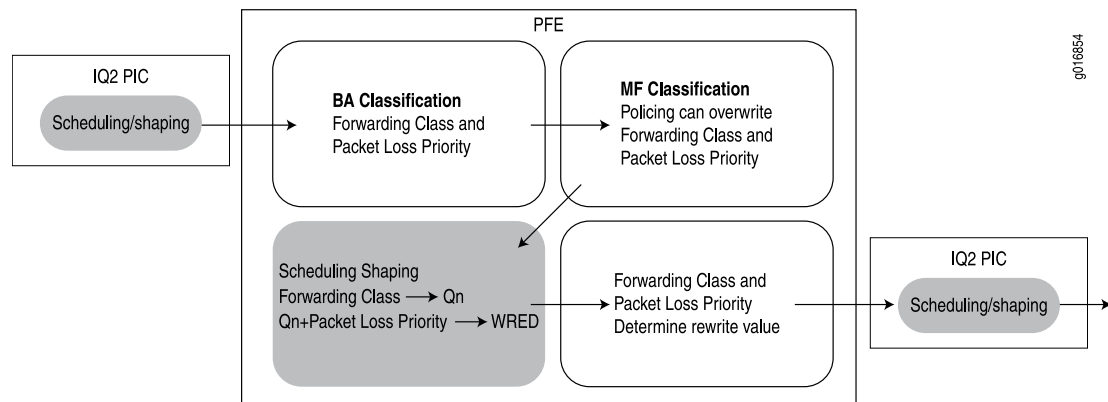 PFE
g016854
IQ2 PIC
Scheduling/shaping
BA Classification
Forwarding Class and
Packet Loss Priority
MF Classification
Policing can overwrite
Forwarding Class and
Packet Loss Priority
Scheduling Shaping
Forwarding Class → Qn
Qn+Packet Loss Priority → WRED
Forwarding Class and
Packet Loss Priority
Determine rewrite value
IQ2 PIC
Scheduling/shaping